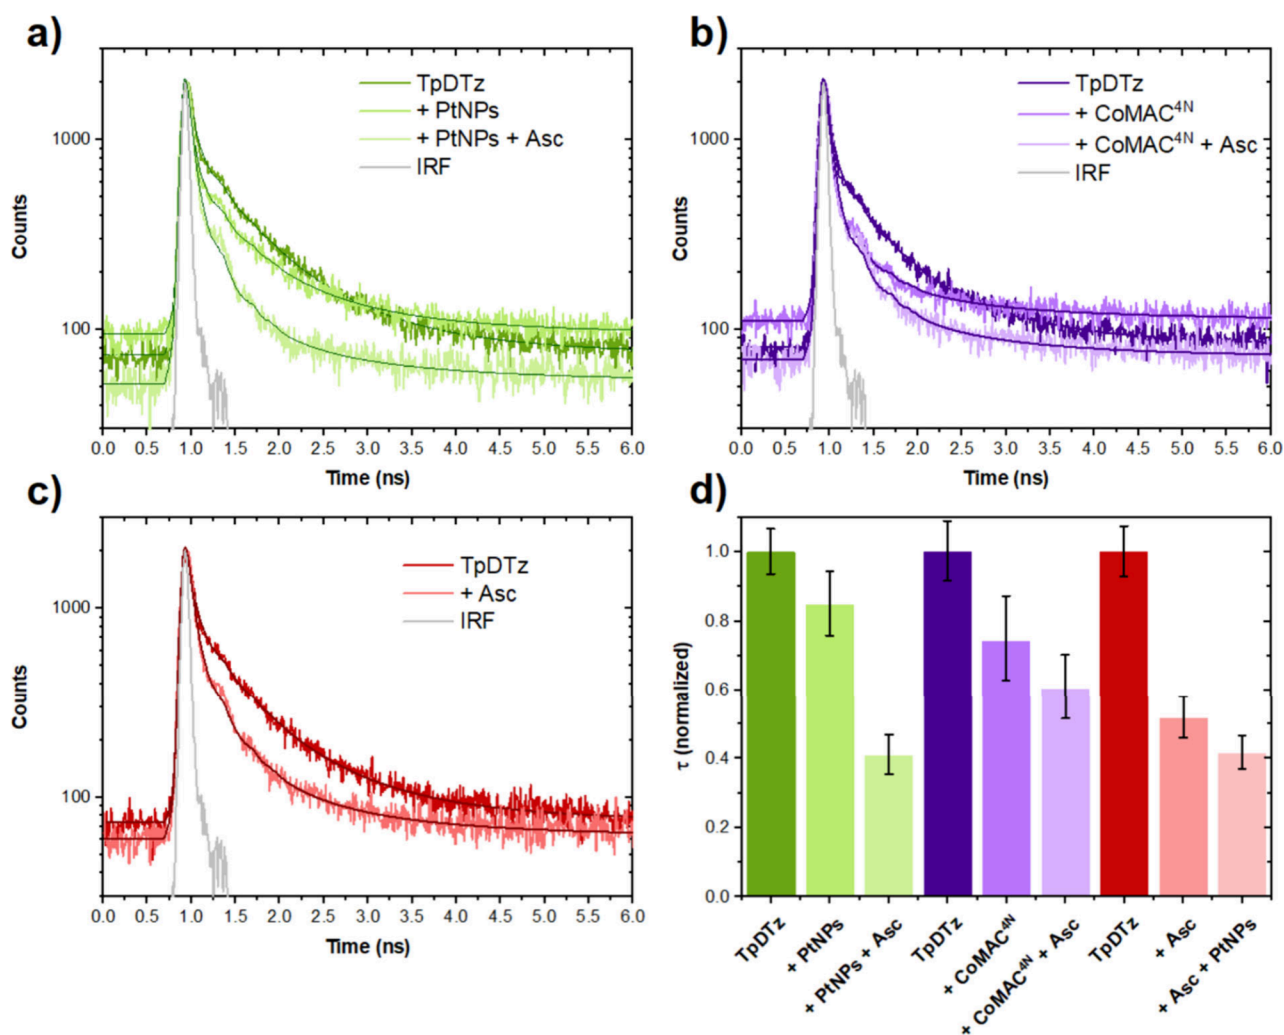 a)
TpDTz
+ PtNPs
+ PtNPs + Asc
IRF
1000
100
Counts
0.0 0.5 1.0 1.5 2.0 2.5 3.0 3.5 4.0 4.5 5.0 5.5 6.0
Time (ns)
b)
TpDTz
+ CoMAC4N
+ CoMAC4N + Asc
IRF
1000
100
Counts
0.0 0.5 1.0 1.5 2.0 2.5 3.0 3.5 4.0 4.5 5.0 5.5 6.0
Time (ns)
c)
TpDTz
+ Asc
IRF
1000
100
Counts
0.0 0.5 1.0 1.5 2.0 2.5 3.0 3.5 4.0 4.5 5.0 5.5 6.0
Time (ns)
d)
1.0
0.8
0.6
0.4
0.2
0.0
τ (normalized)
TpDTz
+ PtNPs
+ PtNPs + Asc
TpDTz
+ CoMAC4N
+ CoMAC4N + Asc
TpDTz
+ Asc
+ Asc + PtNPs